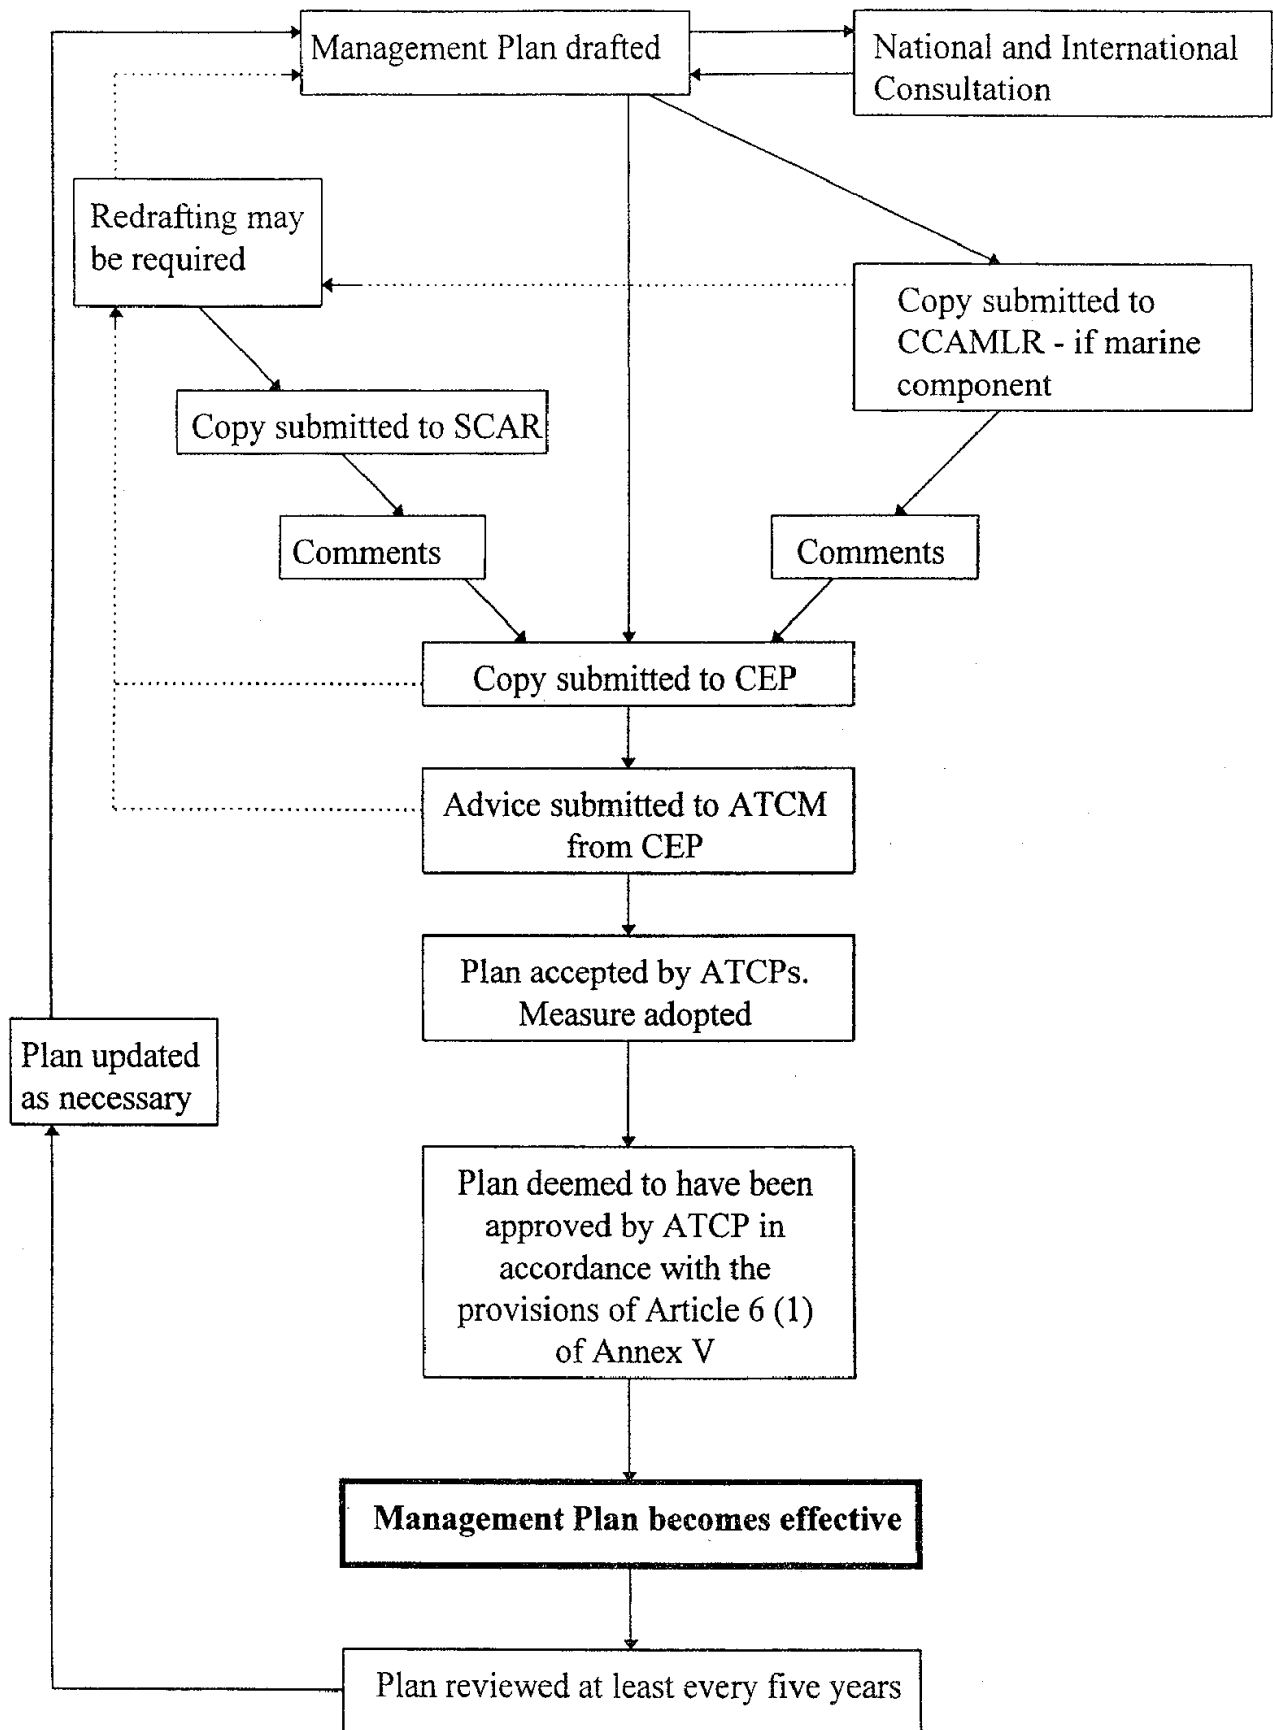 Management Plan drafted
National and International
Consultation
Redrafting may
be required
Copy submitted to
CCAMLR - if marine
component
Copy submitted to SCAR
Comments
Comments
Copy submitted to CEP
Advice submitted to ATCM
from CEP
Plan accepted by ATCPs.
Measure adopted
Plan updated
as necessary
Plan deemed to have been
approved by ATCP in
accordance with the
provisions of Article 6 (1)
of Annex V
Management Plan becomes effective
Plan reviewed at least every five years